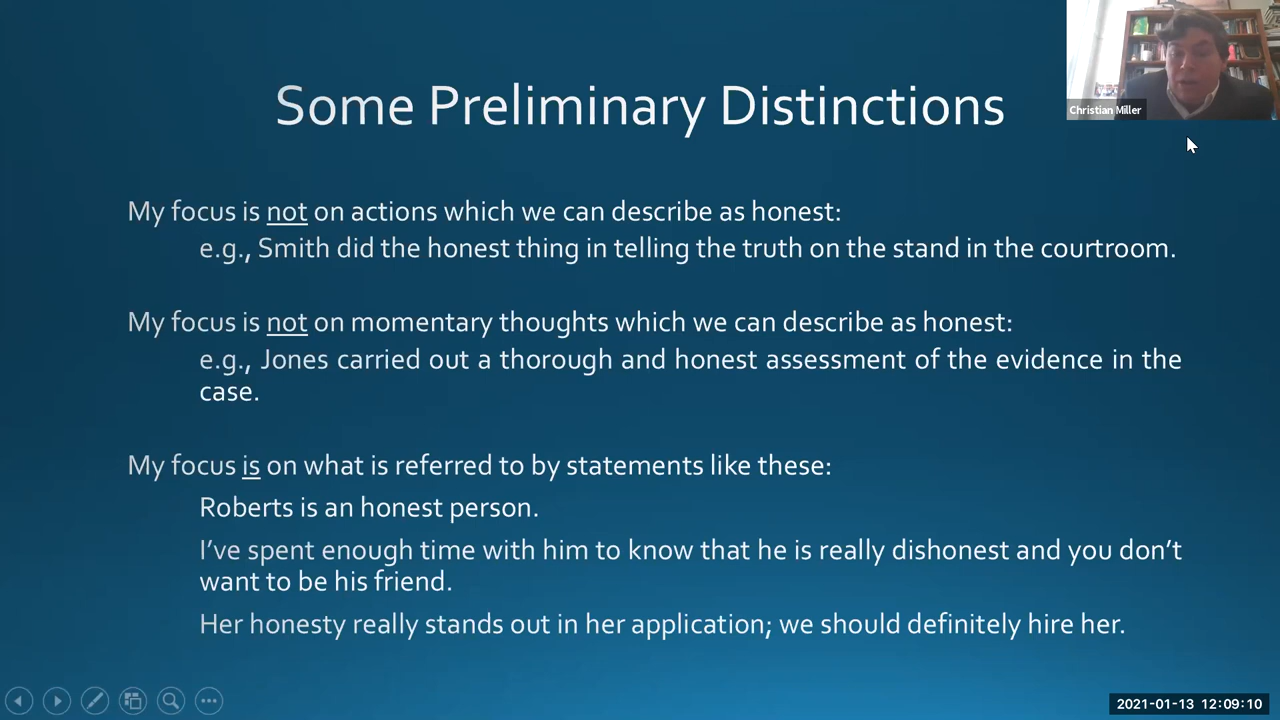 Christian Miller
Some Preliminary Distinctions
My focus is not on actions which we can describe as honest:
e.g., Smith did the honest thing in telling the truth on the stand in the courtroom.
My focus is not on momentary thoughts which we can describe as honest:
e.g., Jones carried out a thorough and honest assessment of the evidence in the
case.
My focus is on what is referred to by statements like these:
Roberts is an honest person.
I’ve spent enough time with him to know that he is really dishonest and you don’t
want to be his friend.
Her honesty really stands out in her application; we should definitely hire her.
2021-01-13 12:09:10